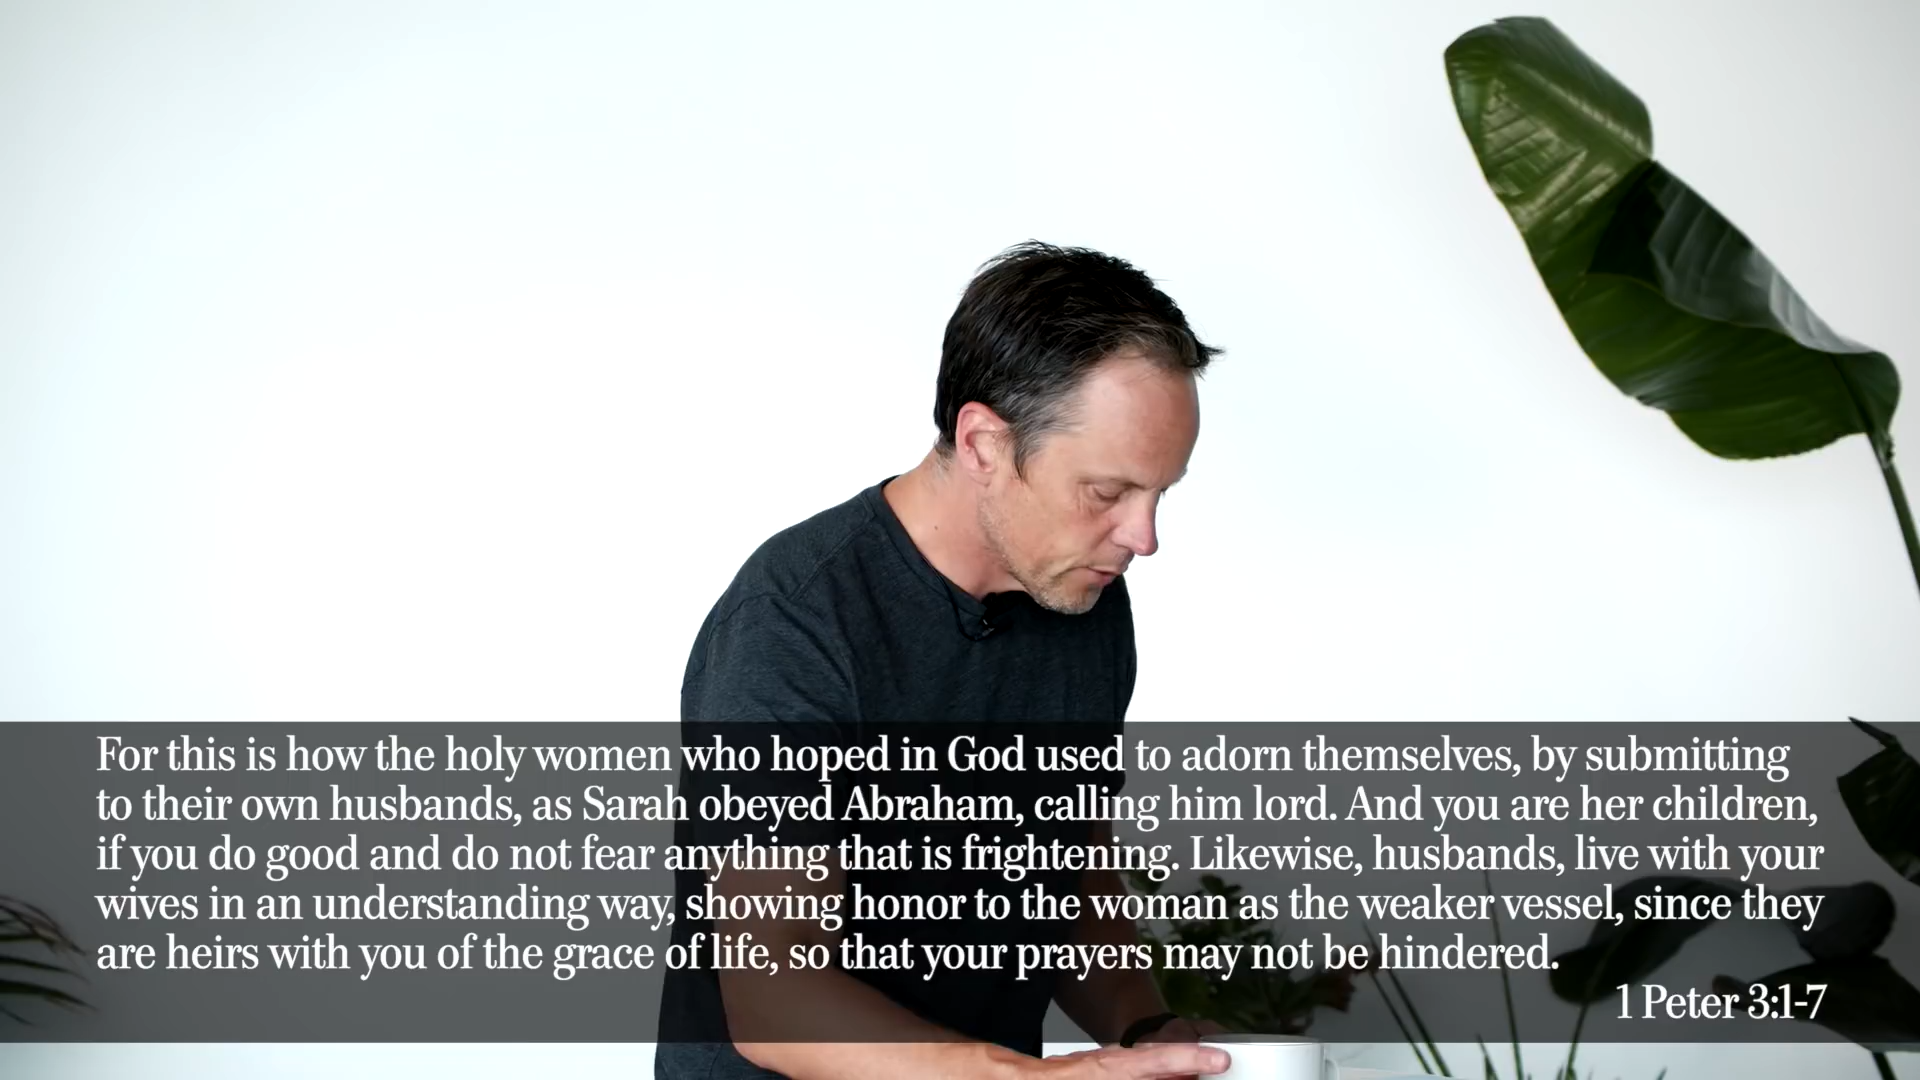 For this is how the holy women who hoped in God used to adorn themselves, by submitting
to their own husbands, as Sarah obeyed Abraham, calling him lord. And you are her children,
if you do good and do not fear anything that is frightening. Likewise, husbands, live with your
wives in an understanding way, showing honor to the woman as the weaker vessel, since they
are heirs with you of the grace of life, so that your prayers may not be hindered.
1 Peter 3:1-7